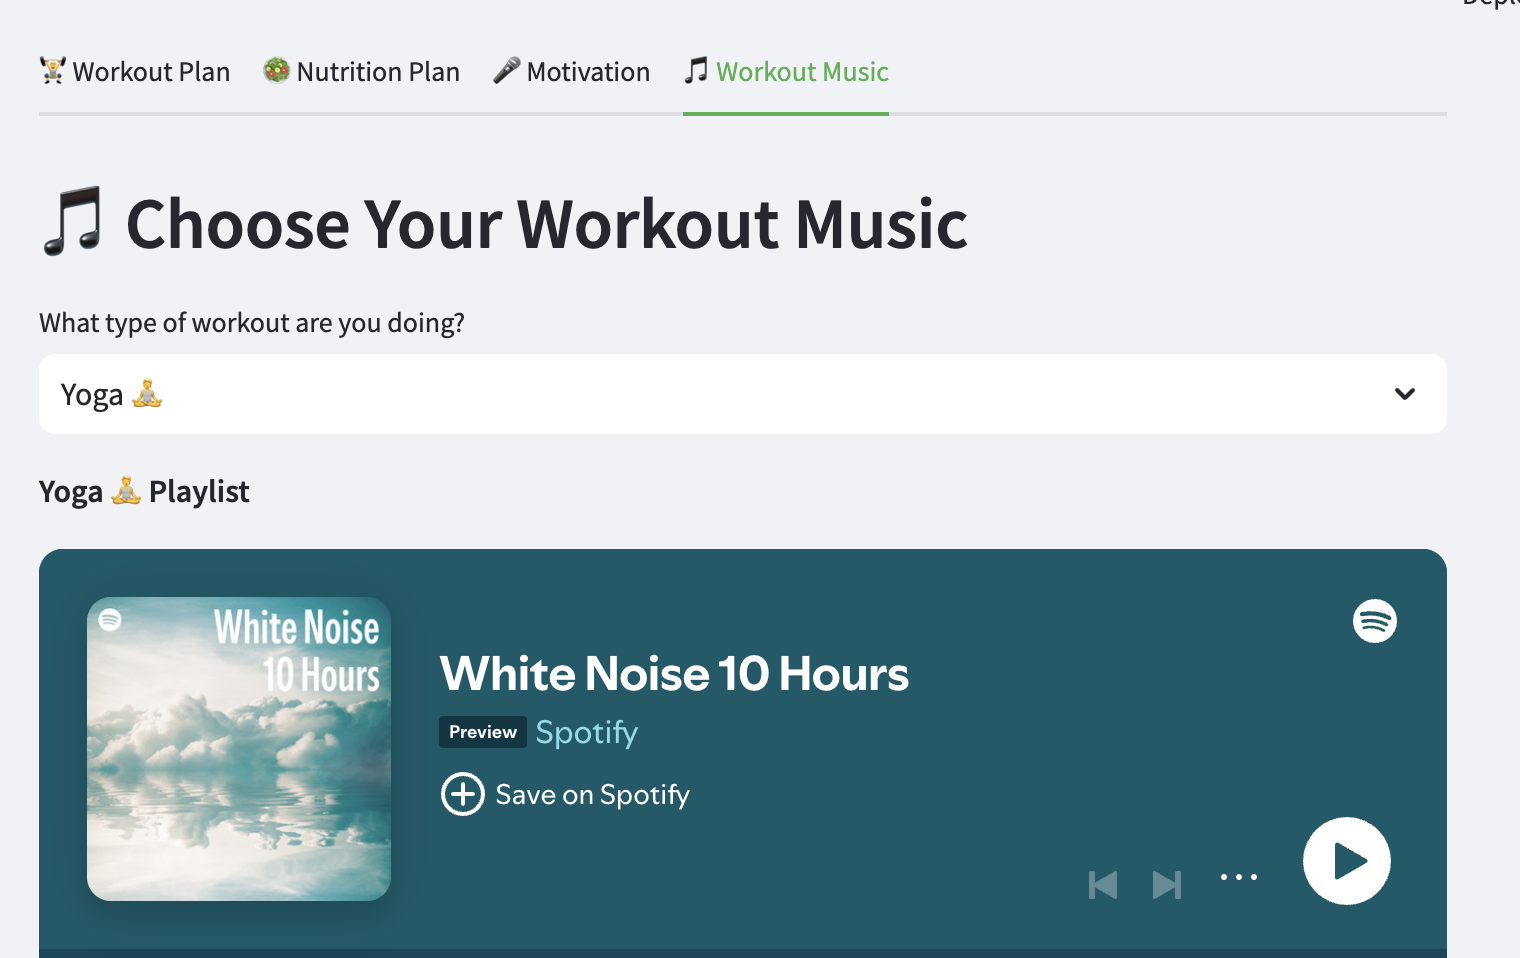 Workout Plan Nutrition Plan Motivation Workout Music
Choose Your Workout Music
What type of workout are you doing?
Yoga
Yoga Playlist
White Noise
10 Hours
White Noise 10 Hours
Preview Spotify
Save on Spotify